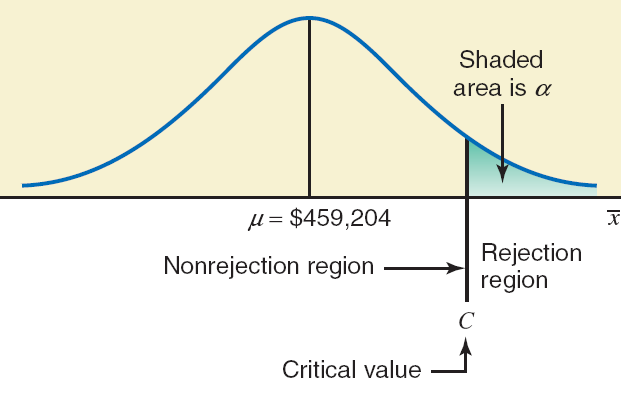 Shaded
area is α
μ = $459,204
x̅
Nonrejection region
Rejection
region
C
Critical value